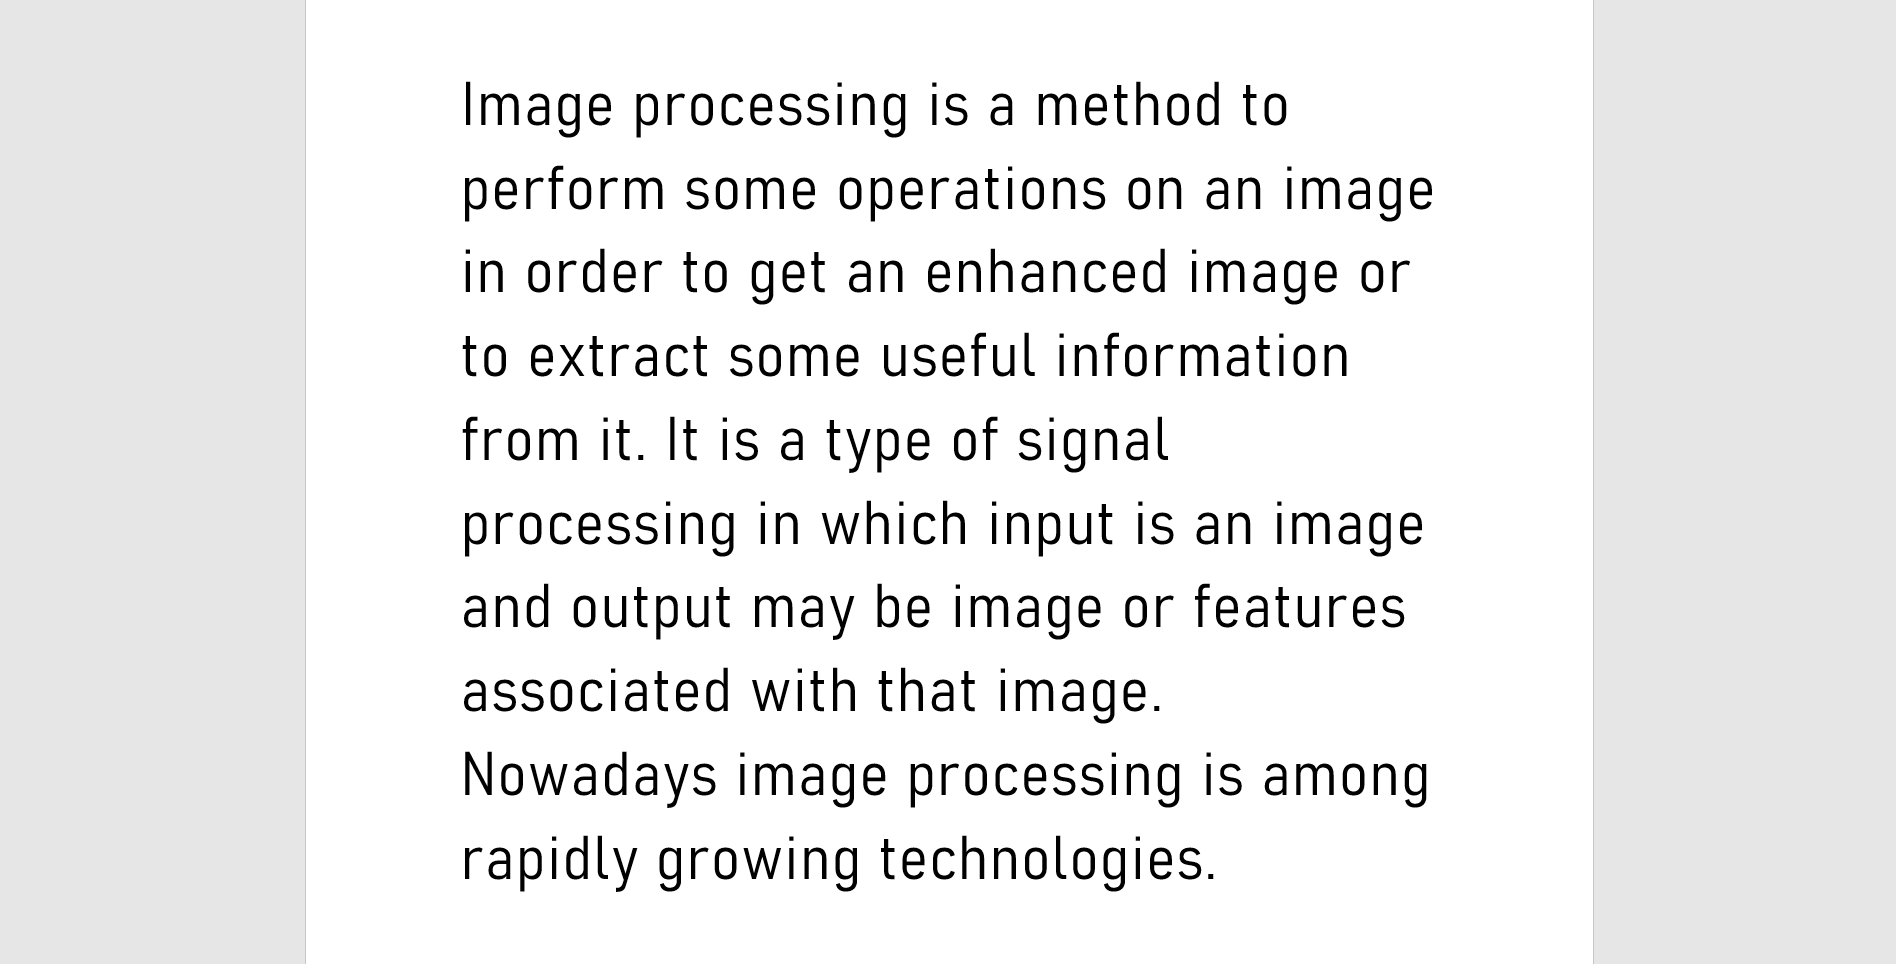 Image processing is a method to
perform some operations on an image
in order to get an enhanced image or
to extract some useful information
from it. It is a type of signal
processing in which input is an image
and output may be image or features
associated with that image.
Nowadays image processing is among
rapidly growing technologies.